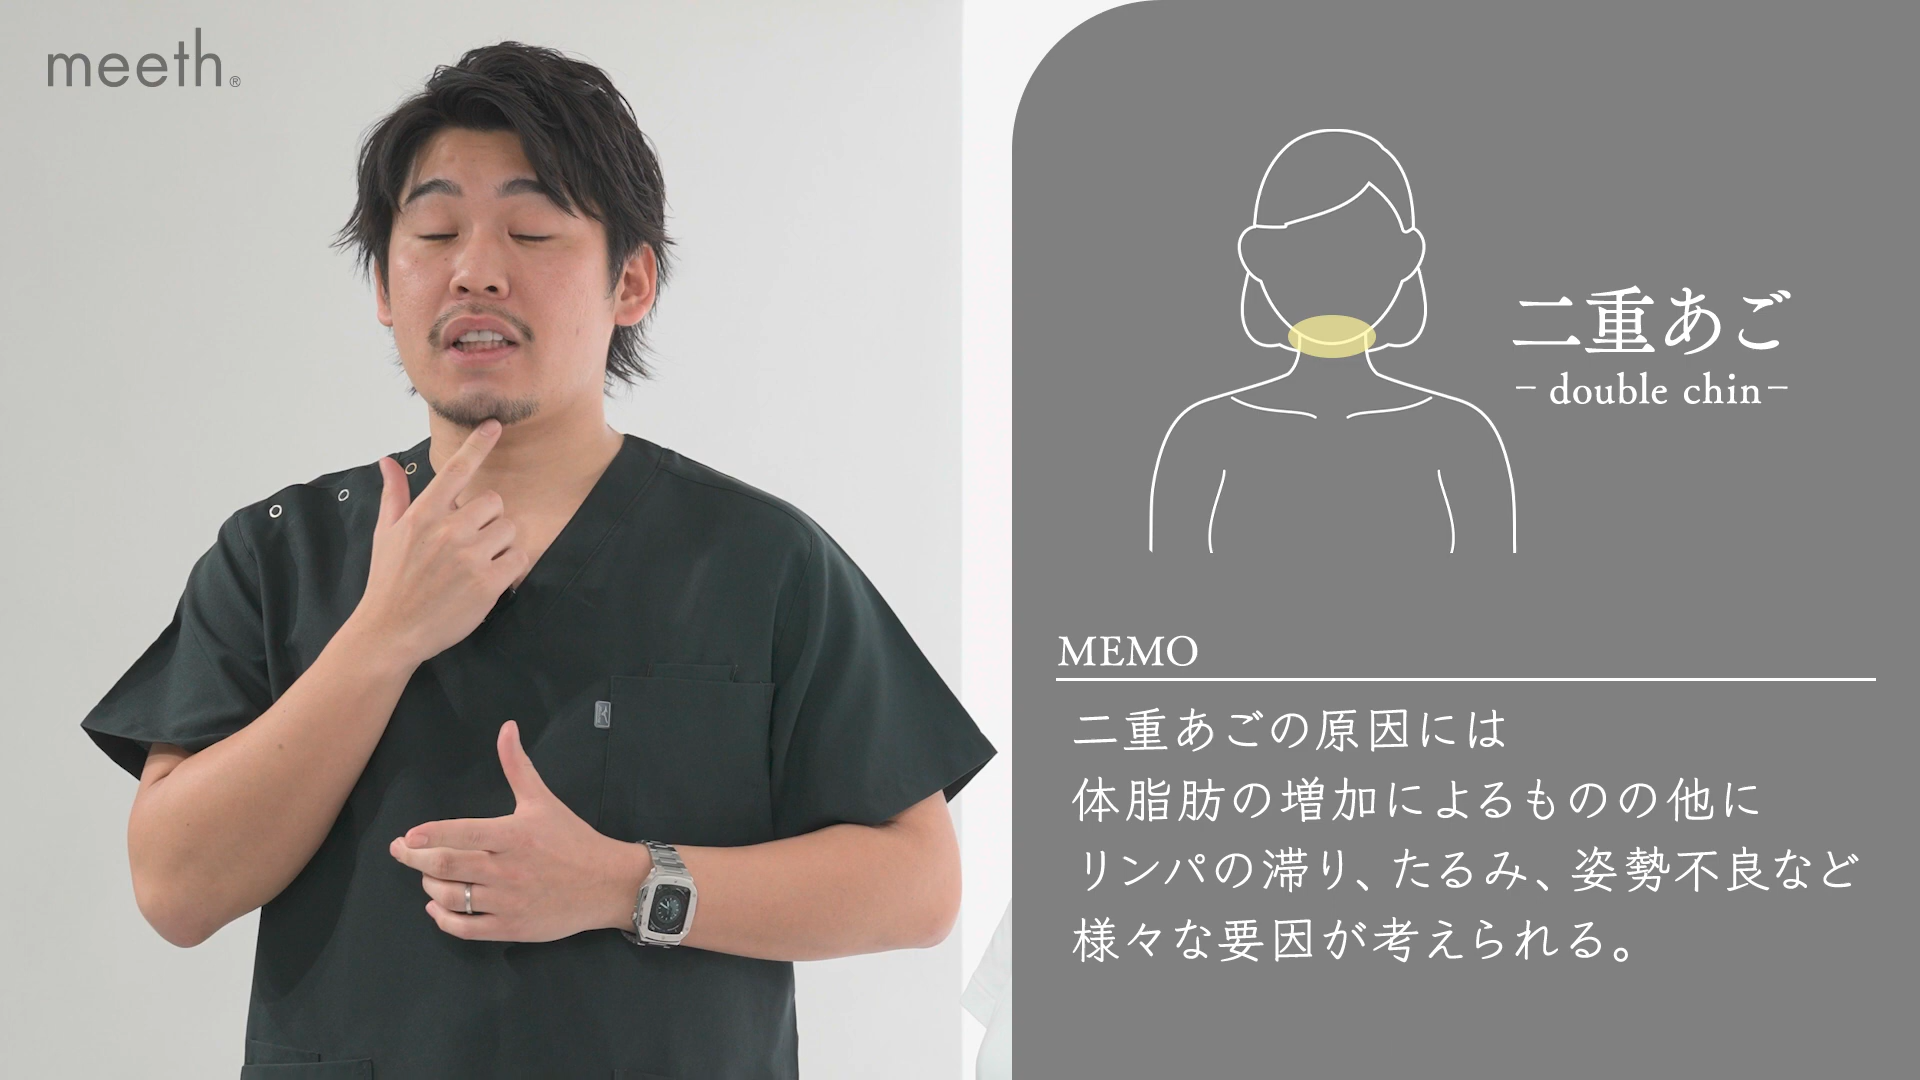 meeth®
二重あご
- double chin -
MEMO
二重あごの原因には
体脂肪の増加によるものの他に
リンパの滞り、たるみ、姿勢不良など
様々な要因が考えられる。